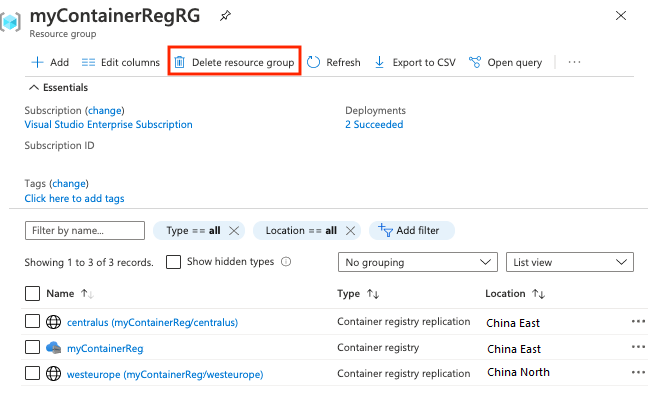 myContainerRegRG
Resource group
Add Edit columns Delete resource group Refresh Export to CSV Open query ...
Essentials
Subscription (change) Deployments
Visual Studio Enterprise Subscription 2 Succeeded
Subscription ID
Tags (change)
Click here to add tags
Filter by name... Type == all Location == all Add filter
Showing 1 to 3 of 3 records. Show hidden types No grouping List view
Name Type Location
centralus (myContainerReg/centralus) Container registry replication China East ...
myContainerReg Container registry China East ...
westeurope (myContainerReg/westeurope) Container registry replication China North ...